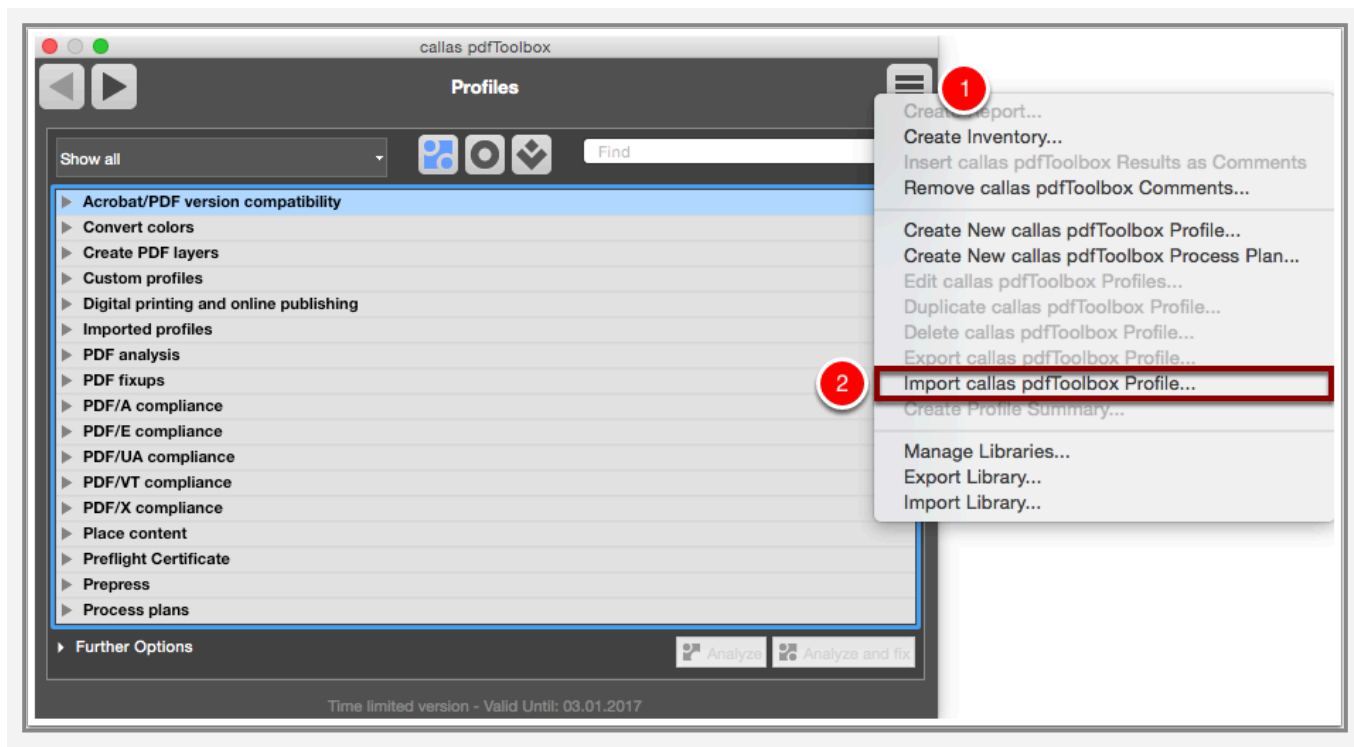 callas pdfToolbox
Profiles
1
Show all
Find
Acrobat/PDF version compatibility
Convert colors
Create PDF layers
Custom profiles
Digital printing and online publishing
Imported profiles
PDF analysis
PDF fixups
PDF/A compliance
PDF/E compliance
PDF/UA compliance
PDF/VT compliance
PDF/X compliance
Place content
Preflight Certificate
Prepress
Process plans
Further Options
Analyze
Analyze and fix
Time limited version - Valid Until: 03.01.2017
Create Report...
Create Inventory...
Insert callas pdfToolbox Results as Comments
Remove callas pdfToolbox Comments...
Create New callas pdfToolbox Profile...
Create New callas pdfToolbox Process Plan...
Edit callas pdfToolbox Profiles...
Duplicate callas pdfToolbox Profile...
Delete callas pdfToolbox Profile...
Export callas pdfToolbox Profile...
2
Import callas pdfToolbox Profile...
Create Profile Summary...
Manage Libraries...
Export Library...
Import Library...